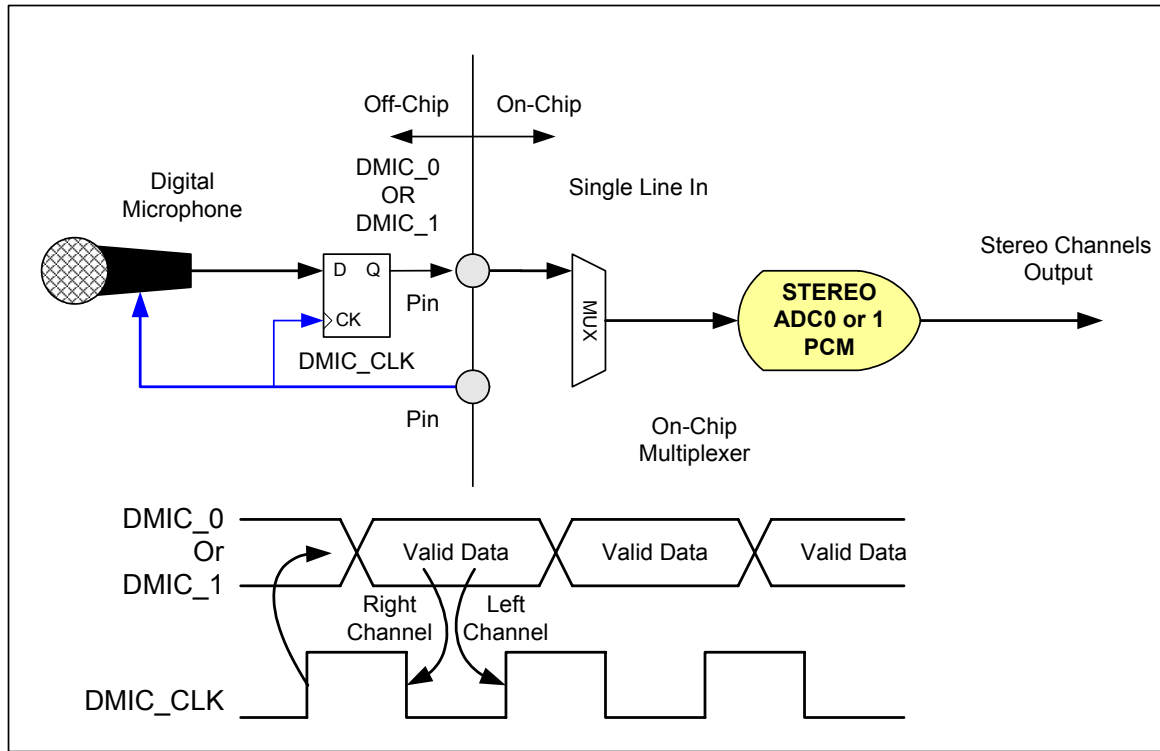 Off-Chip
On-Chip
DMIC_0
OR
DMIC_1
Digital
Microphone
Single Line In
Stereo Channels
Output
D
Q
CK
Pin
DMIC_CLK
Pin
MUX
STEREO
ADC0 or 1
PCM
On-Chip
Multiplexer
DMIC_0
Or
DMIC_1
Valid Data
Valid Data
Valid Data
Right
Channel
Left
Channel
DMIC_CLK